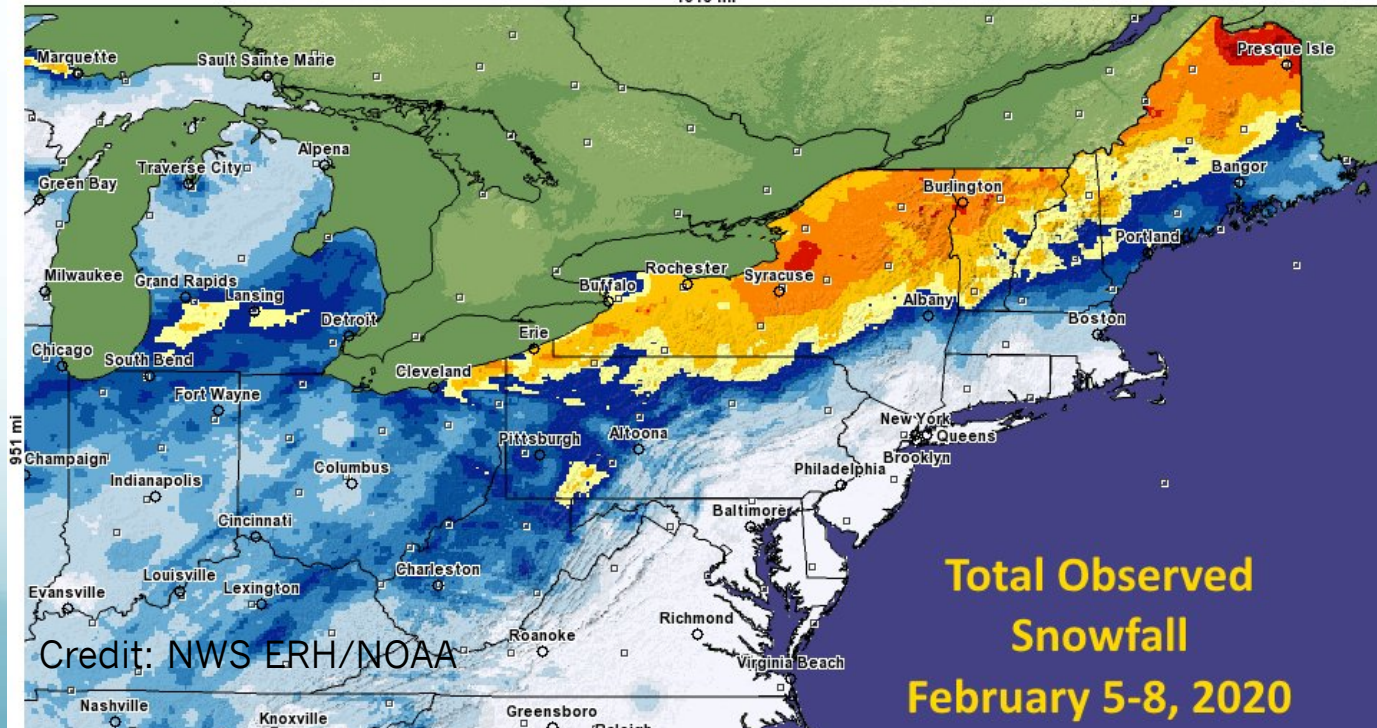 Marquette
Sault Sainte Marie
Presque Isle
Alpena
Traverse City
Green Bay
Bangor
Burlington
Portland
Milwaukee
Grand Rapids
Lansing
Buffalo
Rochester
Syracuse
Albany
Detroit
Boston
Erie
Chicago
South Bend
Cleveland
Fort Wayne
951 mi
New York
Queens
Pittsburgh
Altoona
Brooklyn
Champaign
Columbus
Philadelphia
Indianapolis
Baltimore
Cincinnati
Charleston
Louisville
Lexington
Evansville
Total Observed
Snowfall
February 5-8, 2020
Richmond
Roanoke
Credit: NWS ERH/NOAA
Virginia Beach
Nashville
Knoxville
Greensboro
Raleigh